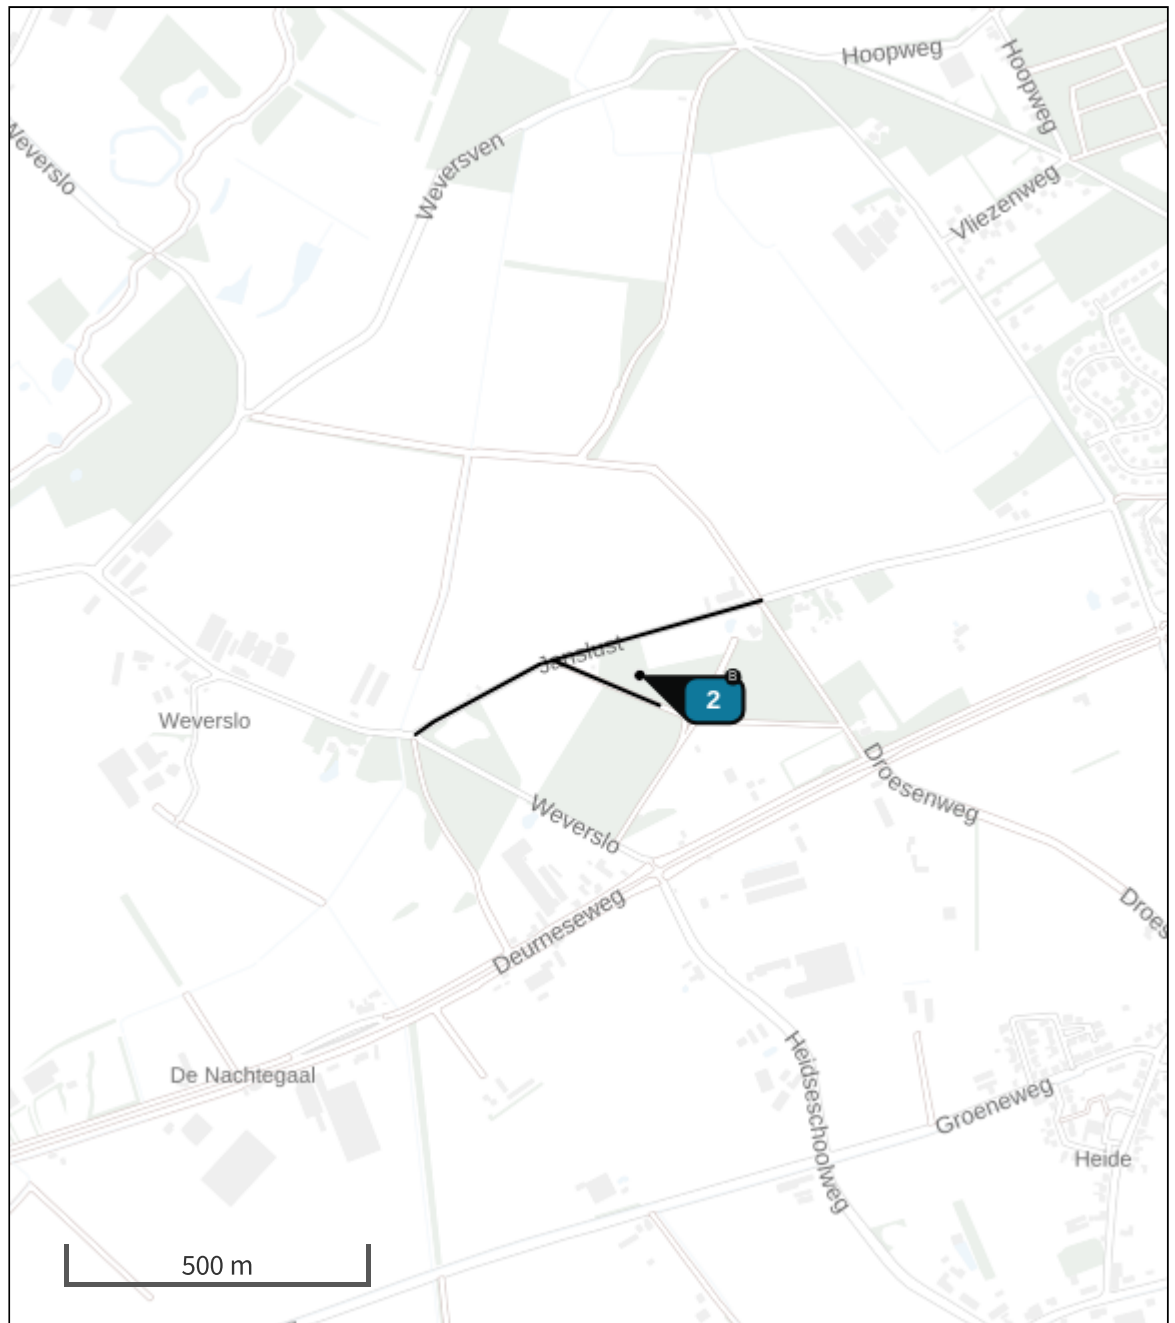 Hoopweg
Hoopweg
Weverslo
Weversven
Vliezenweg
Janslust
B
2
Weverslo
Weverslo
Droesenweg
Droes
Deurneseweg
Heidseschoolweg
De Nachtegaal
Groeneweg
Heide
500 m